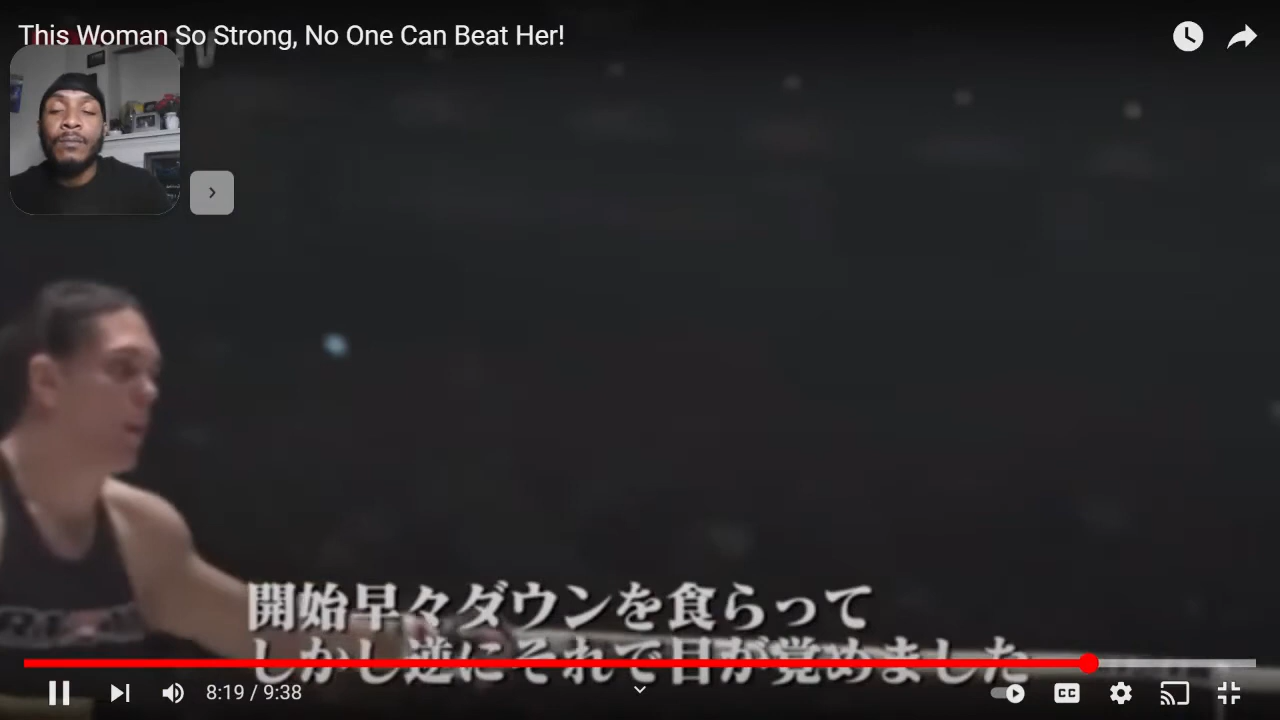 This Woman So Strong, No One Can Beat Her!
開始早々ダウンを食らって
しかし逆にそれで目が覚めました
8:19 / 9:38
CC